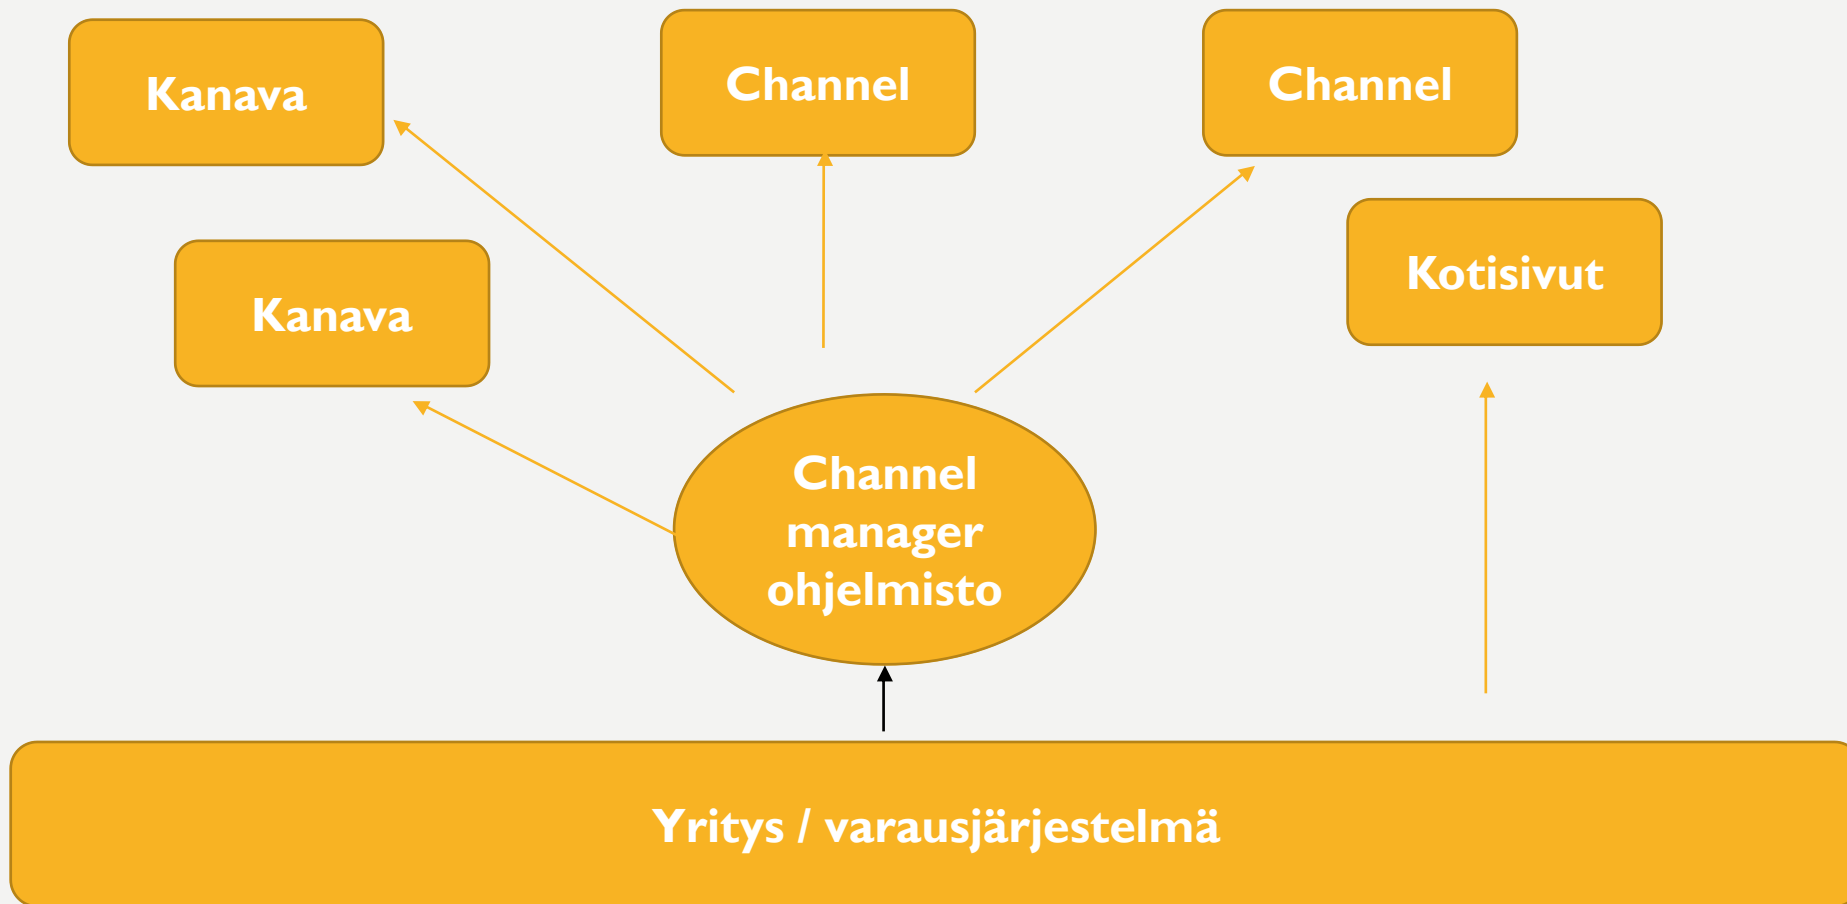 Kanava
Channel
Channel
Kanava
Kotisivut
Channel
manager
ohjelmisto
Yritys / varausjärjestelmä